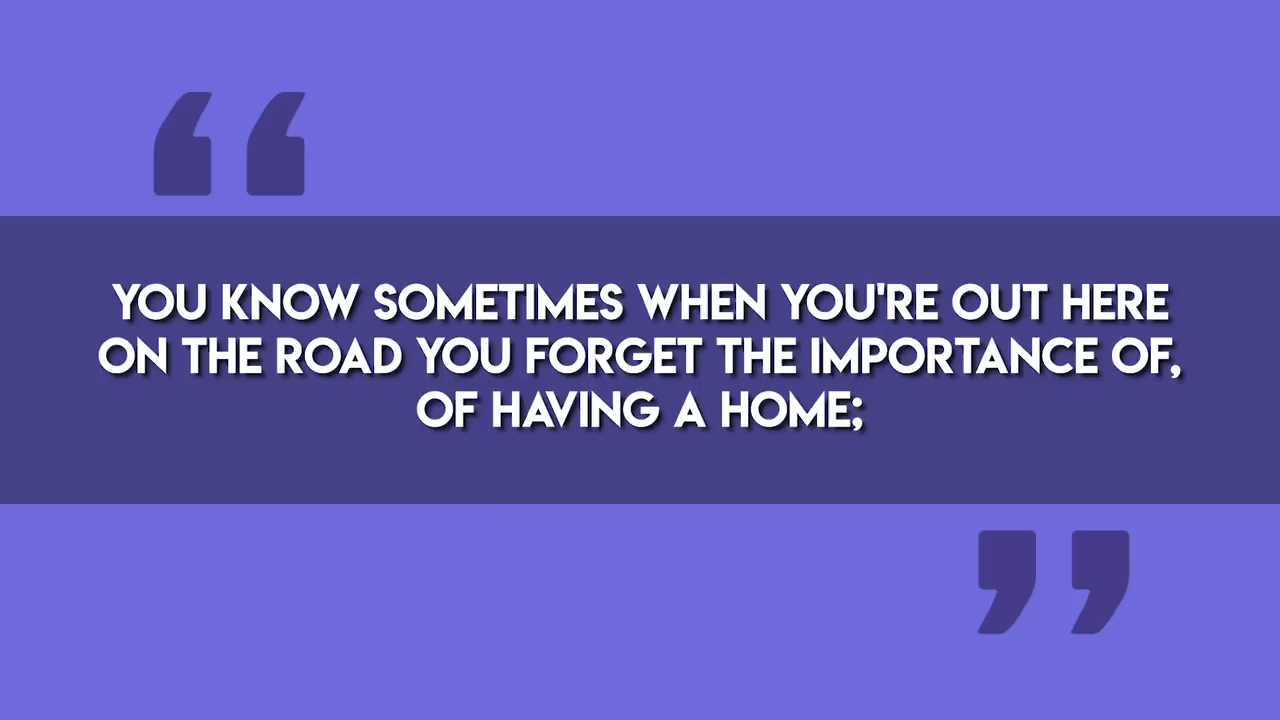 YOU KNOW SOMETIMES WHEN YOU'RE OUT HERE
ON THE ROAD YOU FORGET THE IMPORTANCE OF,
OF HAVING A HOME;